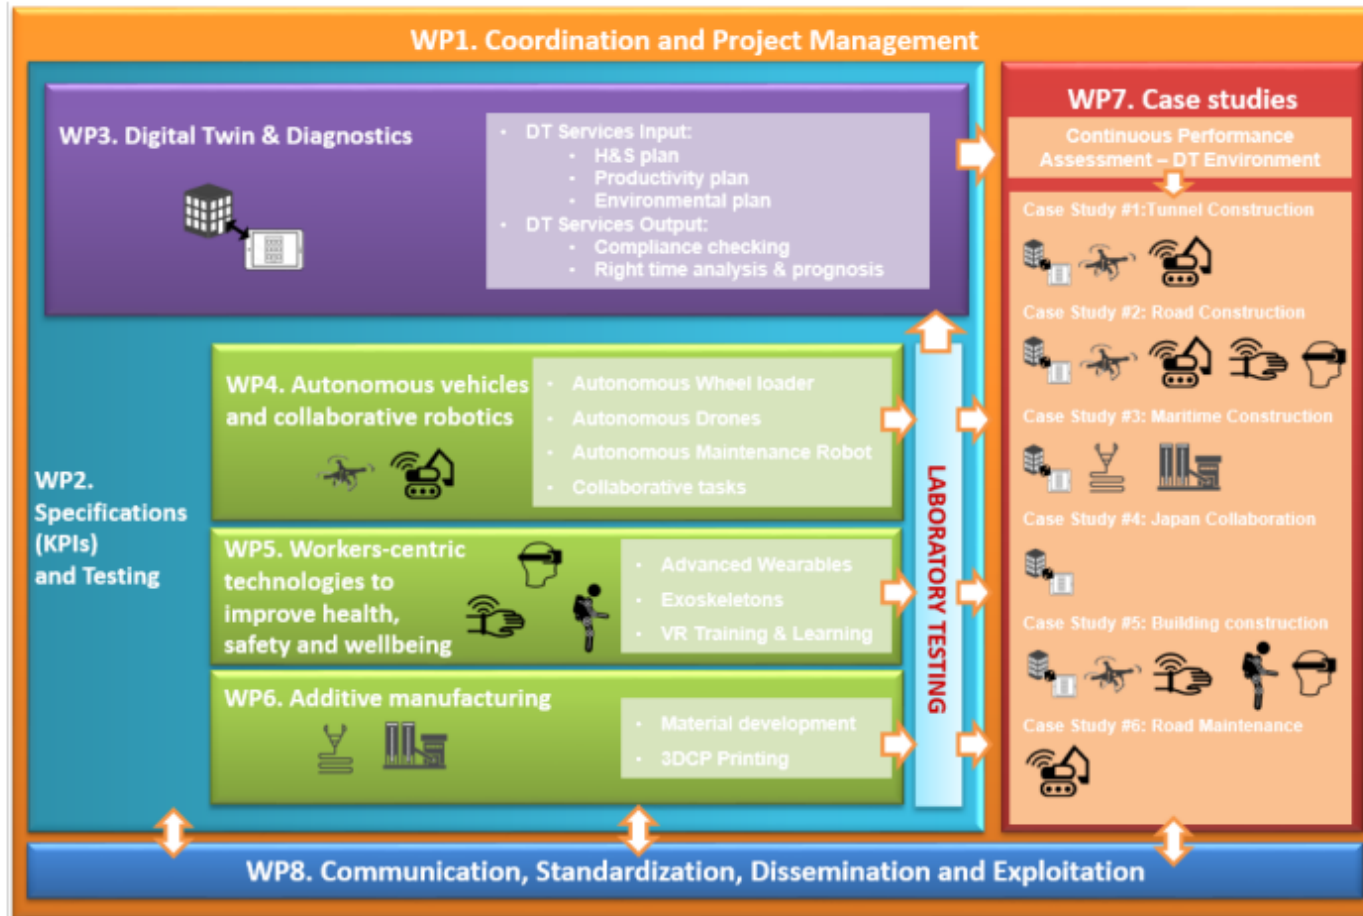 WP1. Coordination and Project Management
WP3. Digital Twin & Diagnostics
• DT Services Input:
• H&S plan
• Productivity plan
• Environmental plan
• DT Services Output:
• Compliance checking
• Right time analysis & prognosis
WP2.
Specifications
(KPIs)
and Testing
WP4. Autonomous vehicles
and collaborative robotics
• Autonomous Wheel loader
• Autonomous Drones
• Autonomous Maintenance Robot
• Collaborative tasks
WP5. Workers-centric
technologies to
improve health,
safety and wellbeing
• Advanced Wearables
• Exoskeletons
• VR Training & Learning
WP6. Additive manufacturing
• Material development
• 3DCP Printing
LABORATORY TESTING
WP7. Case studies
Continuous Performance
Assessment – DT Environment
Case Study #1:Tunnel Construction
Case Study #2: Road Construction
Case Study #3: Maritime Construction
Case Study #4: Japan Collaboration
Case Study #5: Building construction
Case Study #6: Road Maintenance
WP8. Communication, Standardization, Dissemination and Exploitation